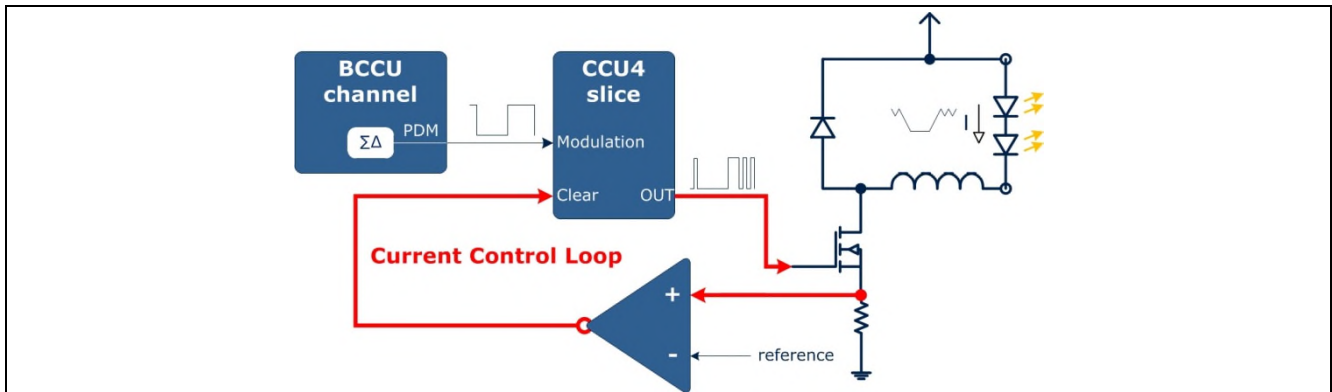 BCCU
channel
ΣΔ
PDM
CCU4
slice
Modulation
Clear
OUT
I
Current Control Loop
+
-
reference